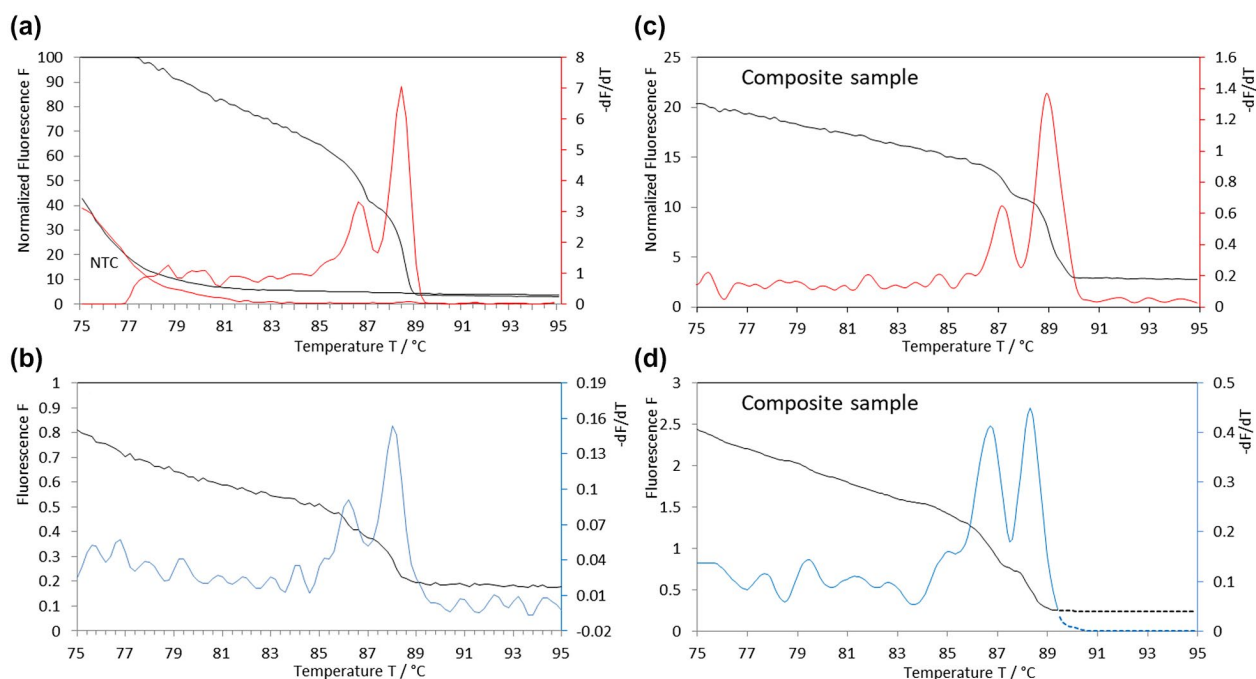 (a)
Normalized Fluorescence F
100
90
80
70
60
50
40
30
20
10
0
NTC
8
7
6
5
4
3
2
1
0
-dF/dT
75 77 79 81 83 85 87 89 91 93 95
Temperature T / °C
(c)
Composite sample
Normalized Fluorescence F
25
20
15
10
5
0
1.6
1.4
1.2
1
0.8
0.6
0.4
0.2
0
-dF/dT
75 77 79 81 83 85 87 89 91 93 95
Temperature T / °C
(b)
Fluorescence F
1
0.9
0.8
0.7
0.6
0.5
0.4
0.3
0.2
0.1
0
0.19
0.16
0.13
0.1
0.07
0.04
0.01
-0.02
-dF/dT
75 77 79 81 83 85 87 89 91 93 95
Temperature T / °C
(d)
Composite sample
Fluorescence F
3
2.5
2
1.5
1
0.5
0
0.5
0.4
0.3
0.2
0.1
0
-dF/dT
75 77 79 81 83 85 87 89 91 93 95
Temperature T / °C